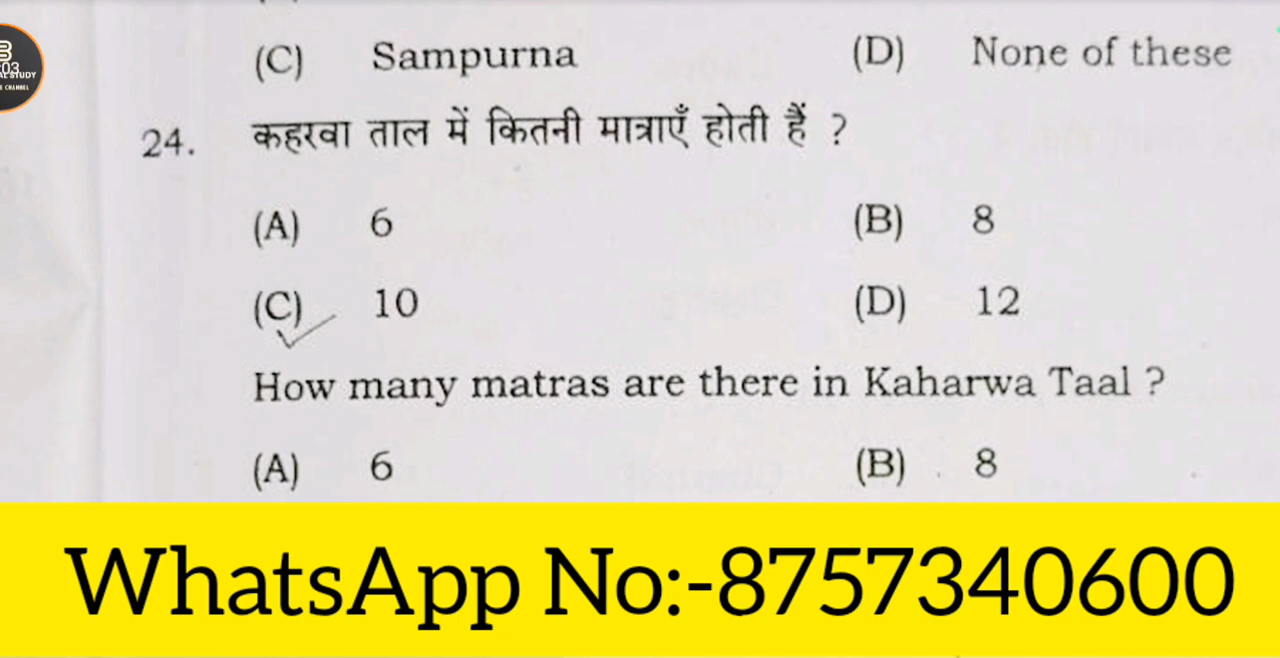 (C) Sampurna (D) None of these
24. कहरवा ताल में कितनी मात्राएँ होती हैं ?
(A) 6 (B) 8
(C) 10 (D) 12
How many matras are there in Kaharwa Taal ?
(A) 6 (B) 8
WhatsApp No:-8757340600